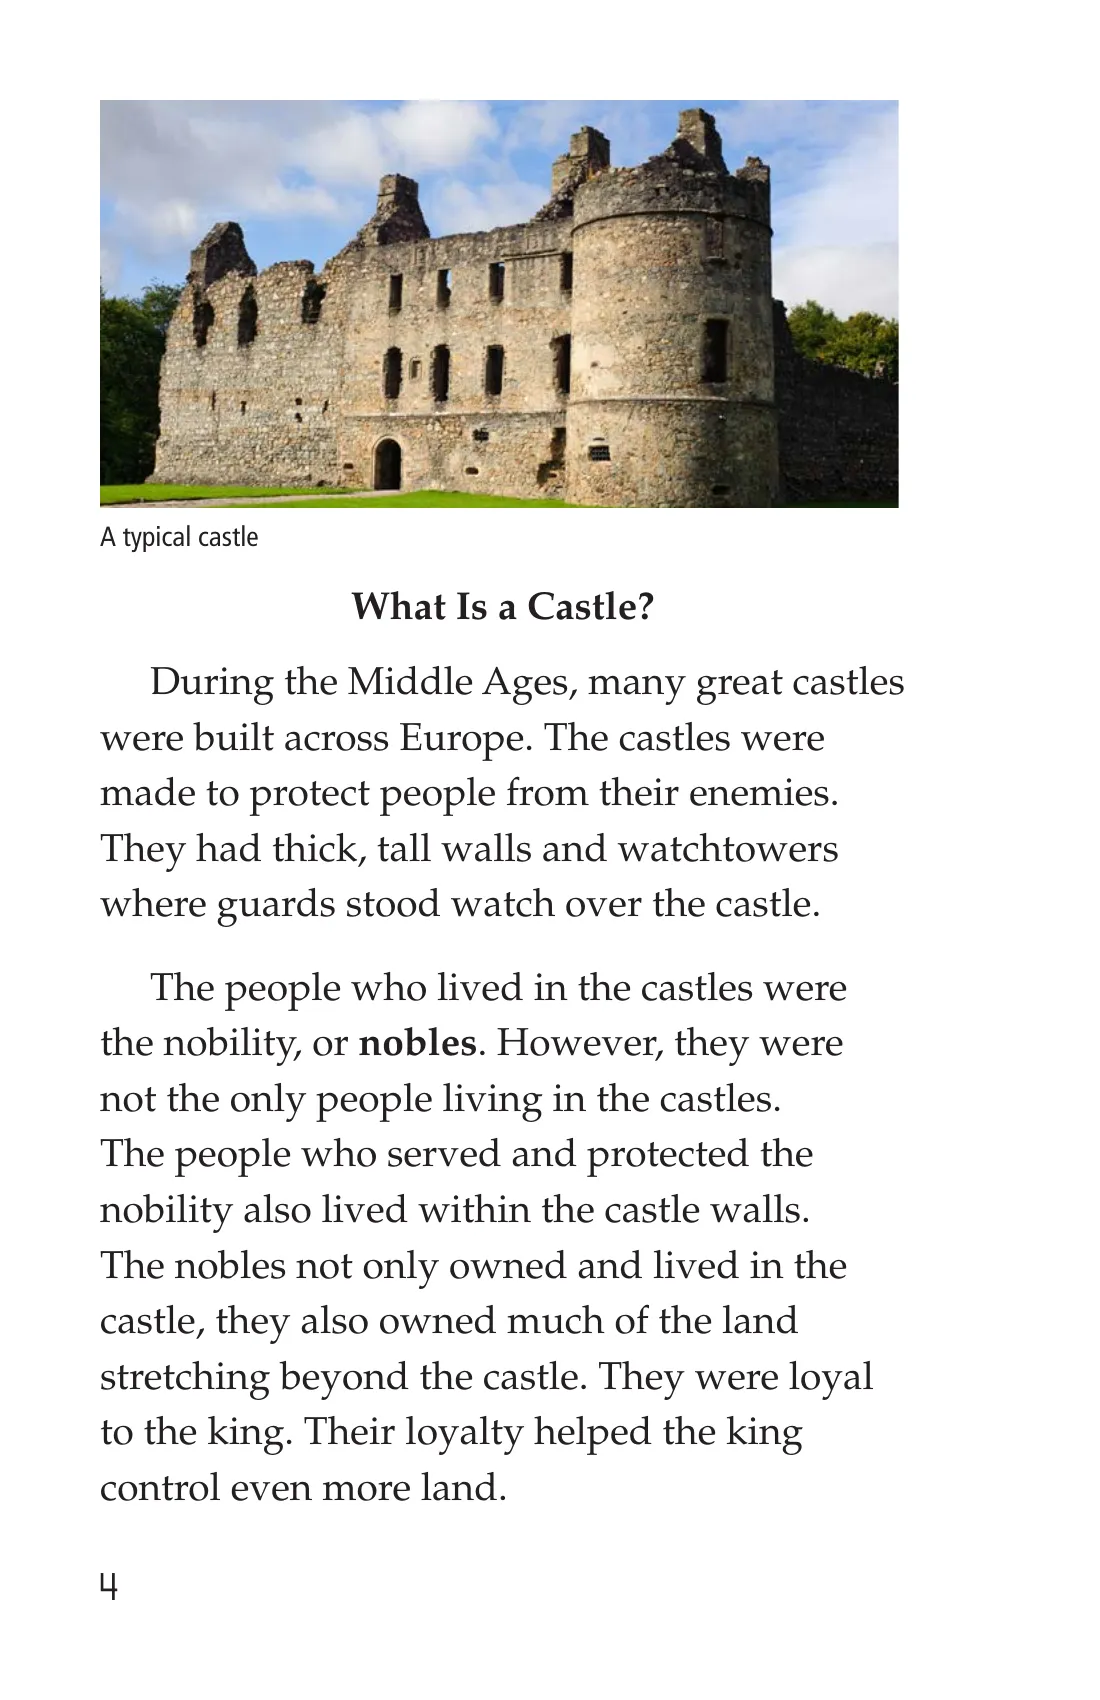 A typical castle
What Is a Castle?
During the Middle Ages, many great castles
were built across Europe. The castles were
made to protect people from their enemies.
They had thick, tall walls and watchtowers
where guards stood watch over the castle.
The people who lived in the castles were
the nobility, or nobles. However, they were
not the only people living in the castles.
The people who served and protected the
nobility also lived within the castle walls.
The nobles not only owned and lived in the
castle, they also owned much of the land
stretching beyond the castle. They were loyal
to the king. Their loyalty helped the king
control even more land.
4